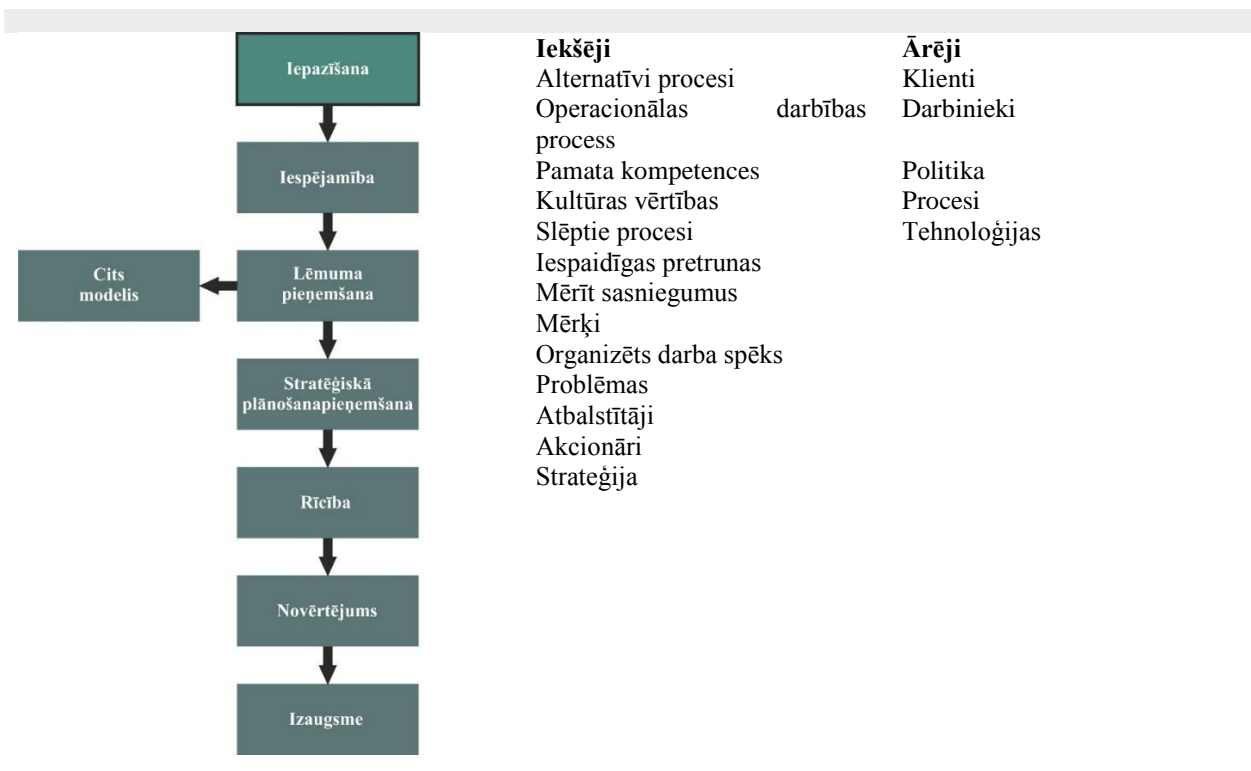 Iepazīšana
Iespējamība
Cits
modelis
Lēmuma
pieņemšana
Stratēģiskā
plānošanapieņemšana
Rīcība
Novērtējums
Izaugsme
Iekšēji
Alternatīvi procesi
Operacionālas darbības
process
Pamata kompetences
Kultūras vērtības
Slēptie procesi
Iespaidīgas pretrunas
Mērīt sasniegumus
Mērķi
Organizēts darba spēks
Problēmas
Atbalstītāji
Akcionāri
Strateģija
Ārēji
Klienti
Darbinieki
Politika
Procesi
Tehnoloģijas